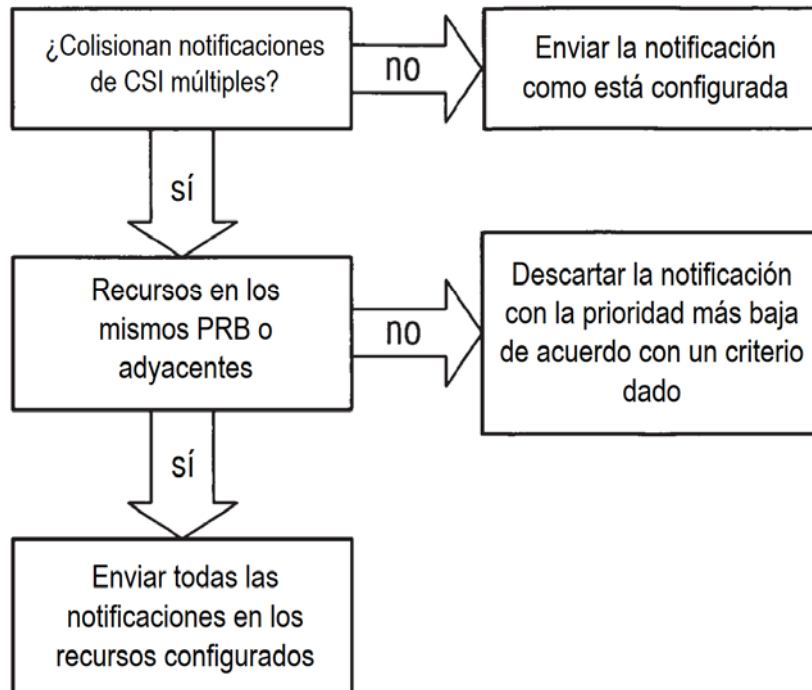 ¿Colisionan notificaciones
de CSI múltiples?
no
Enviar la notificación
como está configurada
sí
Recursos en los
mismos PRB o
adyacentes
no
Descartar la notificación
con la prioridad más baja
de acuerdo con un criterio
dado
sí
Enviar todas las
notificaciones en los
recursos configurados